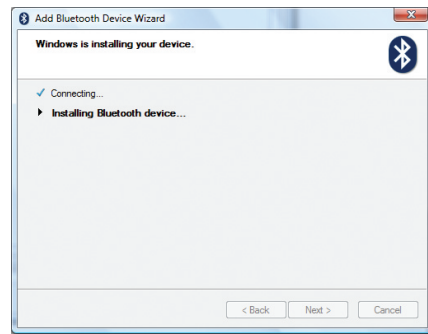 Add Bluetooth Device Wizard
Windows is installing your device.
Connecting...
Installing Bluetooth device...
< Back Next > Cancel